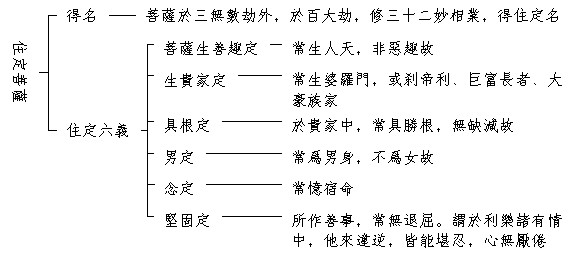 住定菩薩
得名 菩薩於三無數劫外，於百大劫，修三十二妙相業，得住定名
住定六義
菩薩生善趣定 常生人天，非惡趣故
生貴家定 常生婆羅門，或剎帝利、巨富長者、大
豪族家
具根定 於貴家中，常具勝根，無缺減故
男定 常爲男身，不爲女故
念定 常憶宿命
堅固定 所作善事，常無退屈。謂於利樂諸有情
中，他來違逆，皆能堪忍，心無厭倦